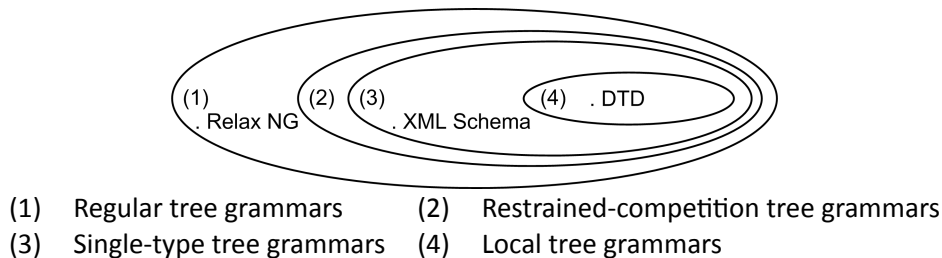 (1) (2) (3) (4) . DTD
. Relax NG . XML Schema
(1) Regular tree grammars (2) Restrained-competition tree grammars
(3) Single-type tree grammars (4) Local tree grammars